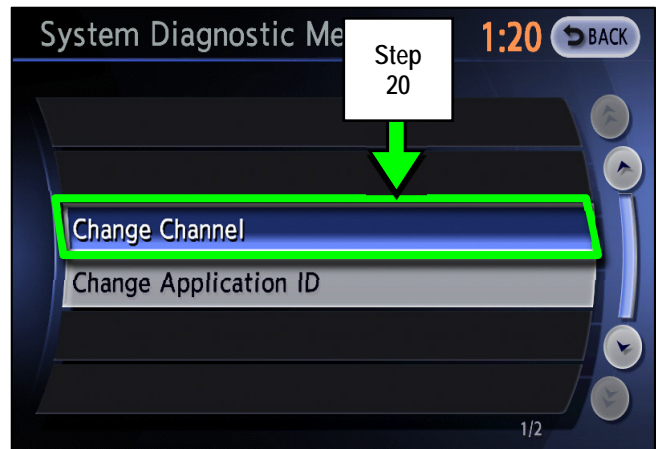 System Diagnostic Me
Step
20
1:20
BACK
Change Channel
Change Application ID
1/2